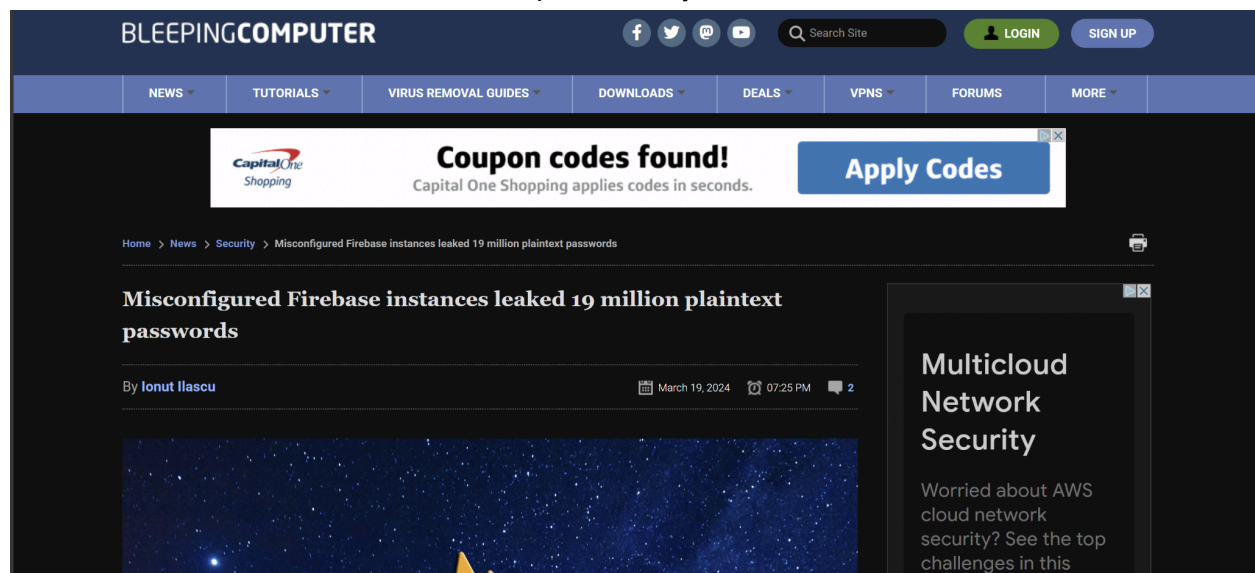 BLEEPINGCOMPUTER
Search Site
LOGIN
SIGN UP
NEWS
TUTORIALS
VIRUS REMOVAL GUIDES
DOWNLOADS
DEALS
VPNS
FORUMS
MORE
CapitalOne
Shopping
Coupon codes found!
Capital One Shopping applies codes in seconds.
Apply Codes
Home > News > Security > Misconfigured Firebase instances leaked 19 million plaintext passwords
Misconfigured Firebase instances leaked 19 million plaintext
passwords
By Ionut Ilascu
March 19, 2024
07:25 PM
2
Multicloud
Network
Security
Worried about AWS
cloud network
security? See the top
challenges in this